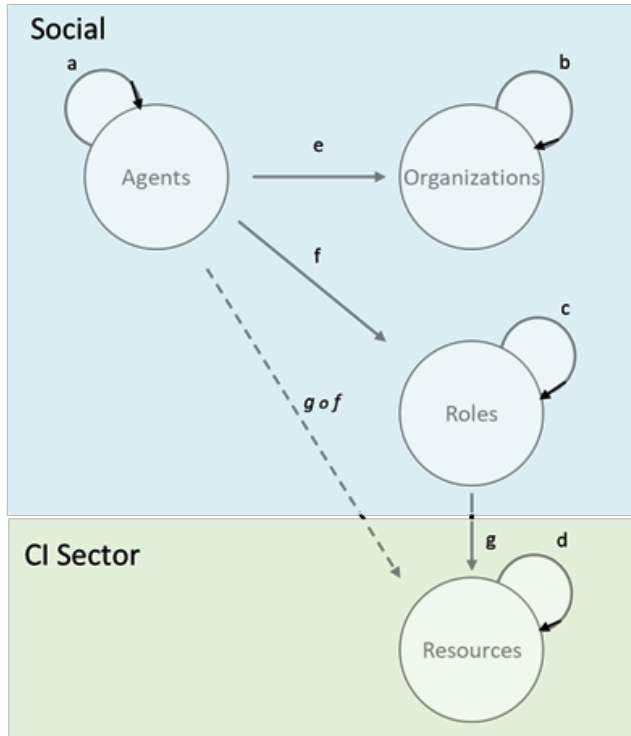 Social
a
b
Agents
e
Organizations
f
c
g o f
Roles
CI Sector
g
d
Resources